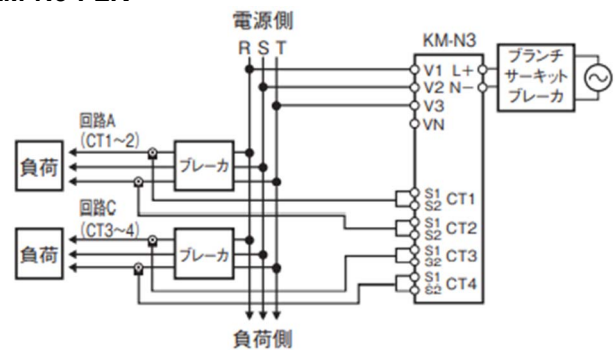 電源側
R S T
KM-N3
V1 L+
V2 N−
V3
VN
ブランチ
サーキット
ブレーカ
回路A
(CT1~2)
負荷
ブレーカ
回路C
(CT3~4)
負荷
ブレーカ
S1
S2 CT1
S1
S2 CT2
S1
S2 CT3
S1
S2 CT4
負荷側